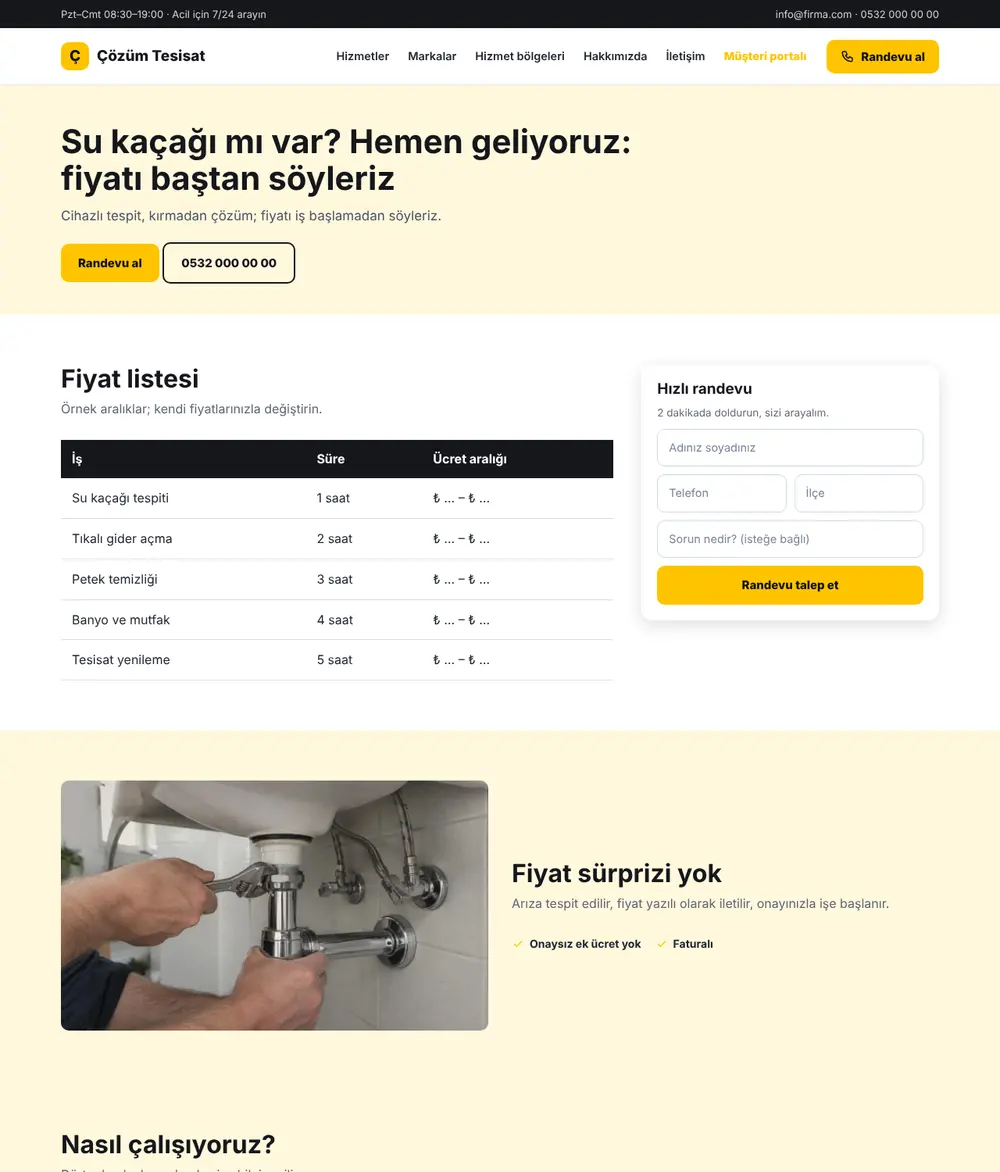 Pzt–Cmt 08:30–19:00 · Acil için 7/24 arayın
info@firma.com · 0532 000 00 00
Ç Çözüm Tesisat
Hizmetler Markalar Hizmet bölgeleri Hakkımızda İletişim Müşteri portalı Randevu al
Su kaçağı mı var? Hemen geliyoruz:
fiyatı baştan söyleriz
Cihazlı tespit, kırmadan çözüm; fiyatı iş başlamadan söyleriz.
Randevu al 0532 000 00 00
Fiyat listesi
Örnek aralıklar; kendi fiyatlarınızla değiştirin.
İş Süre Ücret aralığı
Su kaçağı tespiti 1 saat ₺ ... – ₺ ...
Tıkalı gider açma 2 saat ₺ ... – ₺ ...
Petek temizliği 3 saat ₺ ... – ₺ ...
Banyo ve mutfak 4 saat ₺ ... – ₺ ...
Tesisat yenileme 5 saat ₺ ... – ₺ ...
Hızlı randevu
2 dakikada doldurun, sizi arayalım.
Adınız soyadınız
Telefon İlçe
Sorun nedir? (isteğe bağlı)
Randevu talep et
Fiyat sürprizi yok
Arıza tespit edilir, fiyat yazılı olarak iletilir, onayınızla işe başlanır.
Onaysız ek ücret yok Faturalı
Nasıl çalışıyoruz?